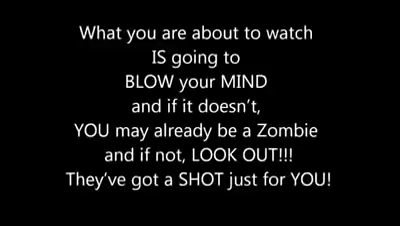 What you are about to watch
IS going to
BLOW your MIND
and if it doesn't,
YOU may already be a Zombie
and if not, LOOK OUT!!!
They've got a SHOT just for YOU!